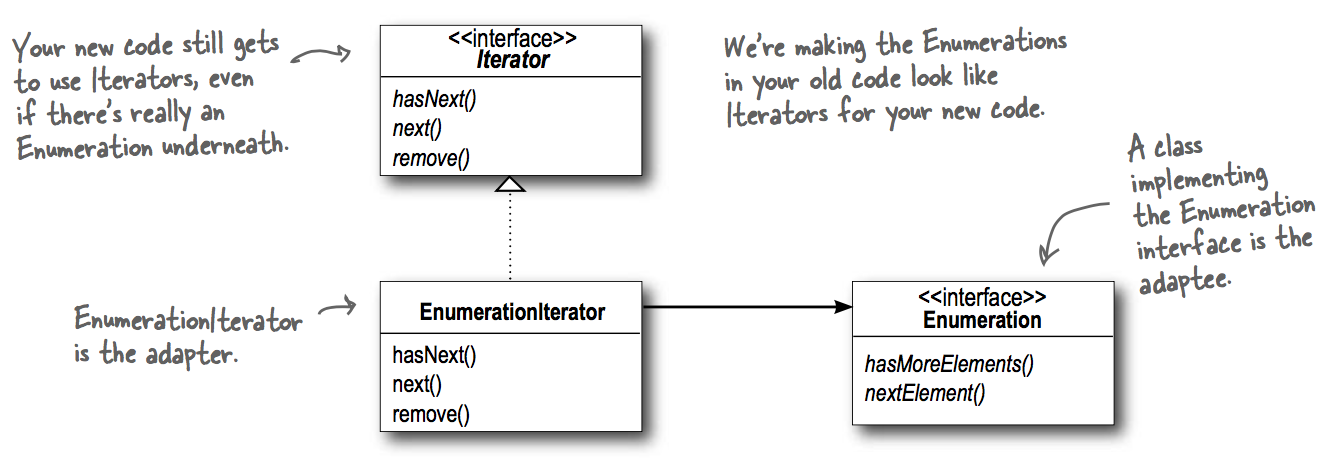 Your new code still gets
to use Iterators, even
if there's really an
Enumeration underneath.
<<interface>>
Iterator
hasNext()
next()
remove()
We're making the Enumerations
in your old code look like
Iterators for your new code.
A class
implementing
the Enumeration
interface is the
adaptee.
EnumerationIterator
is the adapter.
EnumerationIterator
hasNext()
next()
remove()
<<interface>>
Enumeration
hasMoreElements()
nextElement()